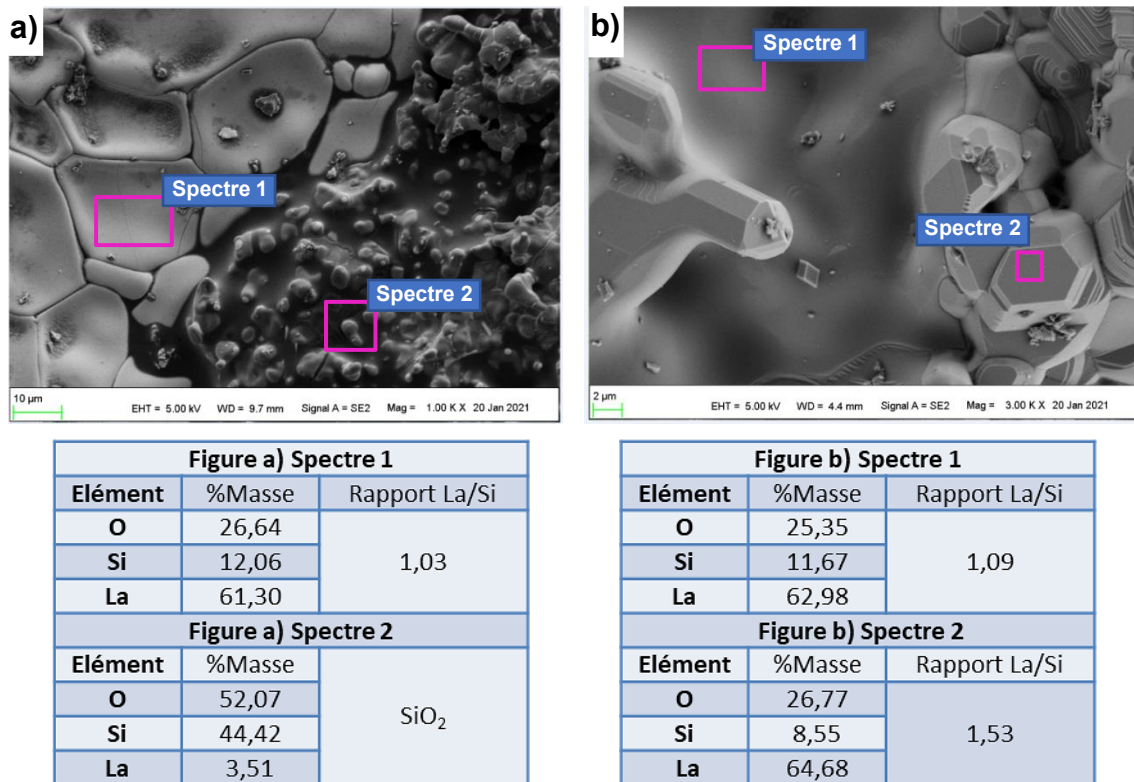 a)
Spectre 1
Spectre 2
10 µm
EHT = 5.00 kV WD = 9.7 mm Signal A = SE2 Mag = 1.00 K X 20 Jan 2021
b)
Spectre 1
Spectre 2
2 µm
EHT = 5.00 kV WD = 4.4 mm Signal A = SE2 Mag = 3.00 K X 20 Jan 2021
Figure a) Spectre 1
Elément %Masse Rapport La/Si
O 26,64
Si 12,06 1,03
La 61,30
Figure a) Spectre 2
Elément %Masse
O 52,07
Si 44,42 SiO₂
La 3,51
Figure b) Spectre 1
Elément %Masse Rapport La/Si
O 25,35
Si 11,67 1,09
La 62,98
Figure b) Spectre 2
Elément %Masse Rapport La/Si
O 26,77
Si 8,55 1,53
La 64,68